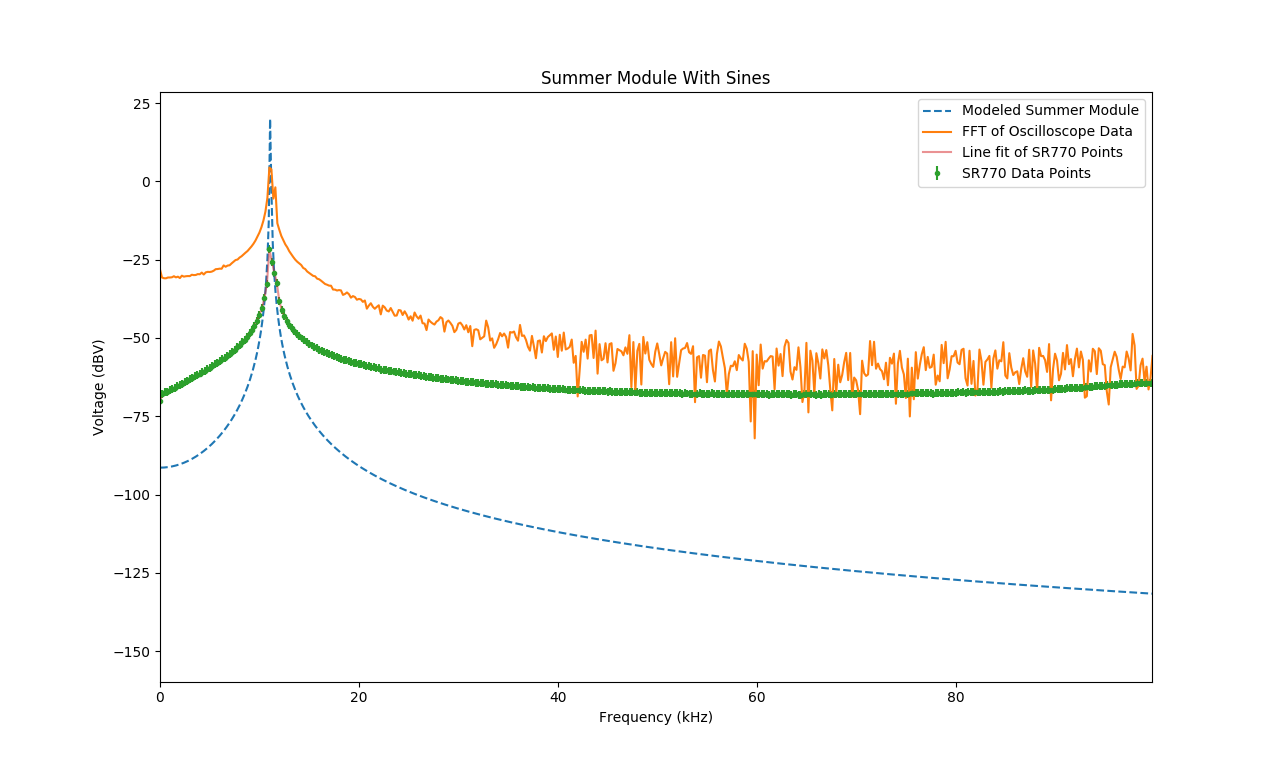 Summer Module With Sines
Modeled Summer Module
FFT of Oscilloscope Data
Line fit of SR770 Points
SR770 Data Points
Voltage (dBV)
25
0
−25
−50
−75
−100
−125
−150
0 20 40 60 80
Frequency (kHz)